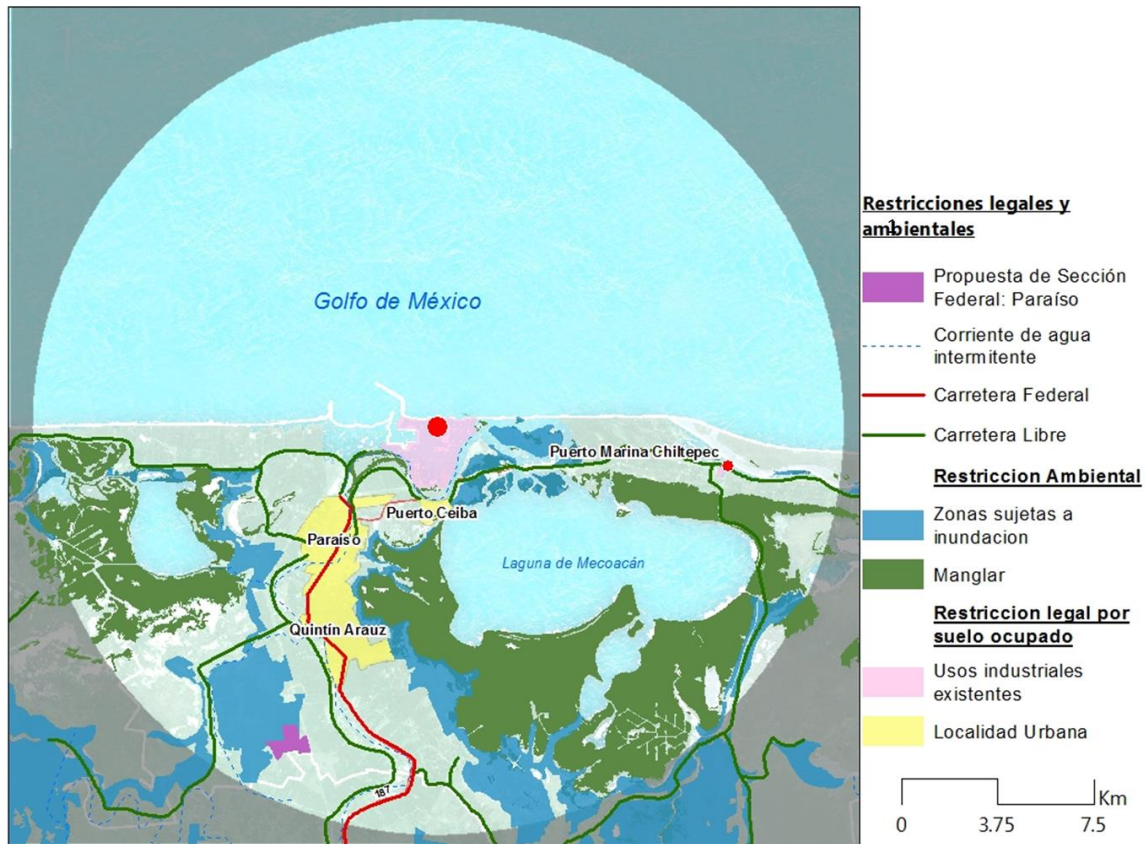 Golfo de México
Puerto Marina Chiltepec
Puerto Ceiba
Paraíso
Laguna de Mecoacán
Quintín Arauz
187
Restricciones legales y
ambientales
1
Propuesta de Sección
Federal: Paraíso
Corriente de agua
intermitente
Carretera Federal
Carretera Libre
Restriccion Ambiental
Zonas sujetas a
inundacion
Manglar
Restriccion legal por
suelo ocupado
Usos industriales
existentes
Localidad Urbana
Km
0 3.75 7.5